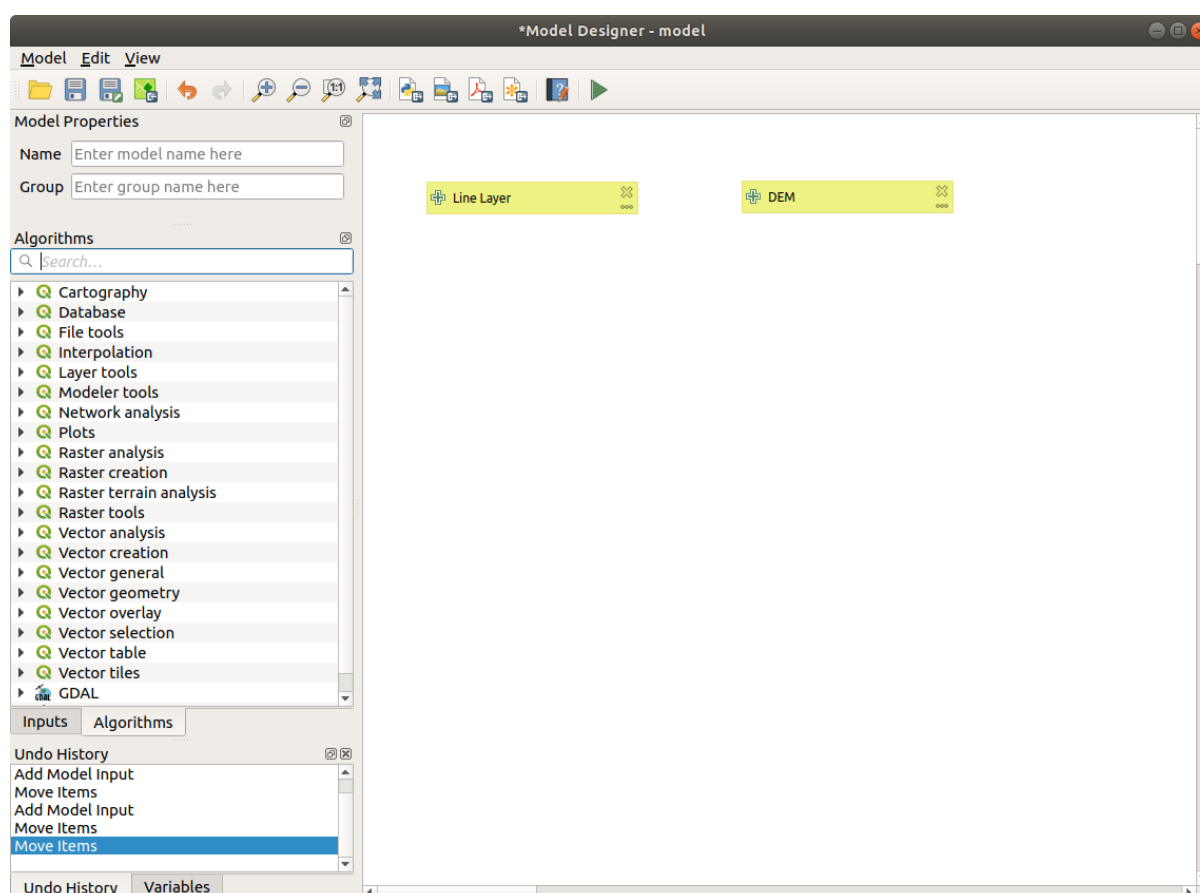 *Model Designer - model
Model Edit View
1:1
Model Properties
Name Enter model name here
Group Enter group name here
Algorithms
Search...
Cartography
Database
File tools
Interpolation
Layer tools
Modeler tools
Network analysis
Plots
Raster analysis
Raster creation
Raster terrain analysis
Raster tools
Vector analysis
Vector creation
Vector general
Vector geometry
Vector overlay
Vector selection
Vector table
Vector tiles
GDAL GDAL
Inputs Algorithms
Undo History
Add Model Input
Move Items
Add Model Input
Move Items
Move Items
Undo History Variables
Line Layer
DEM